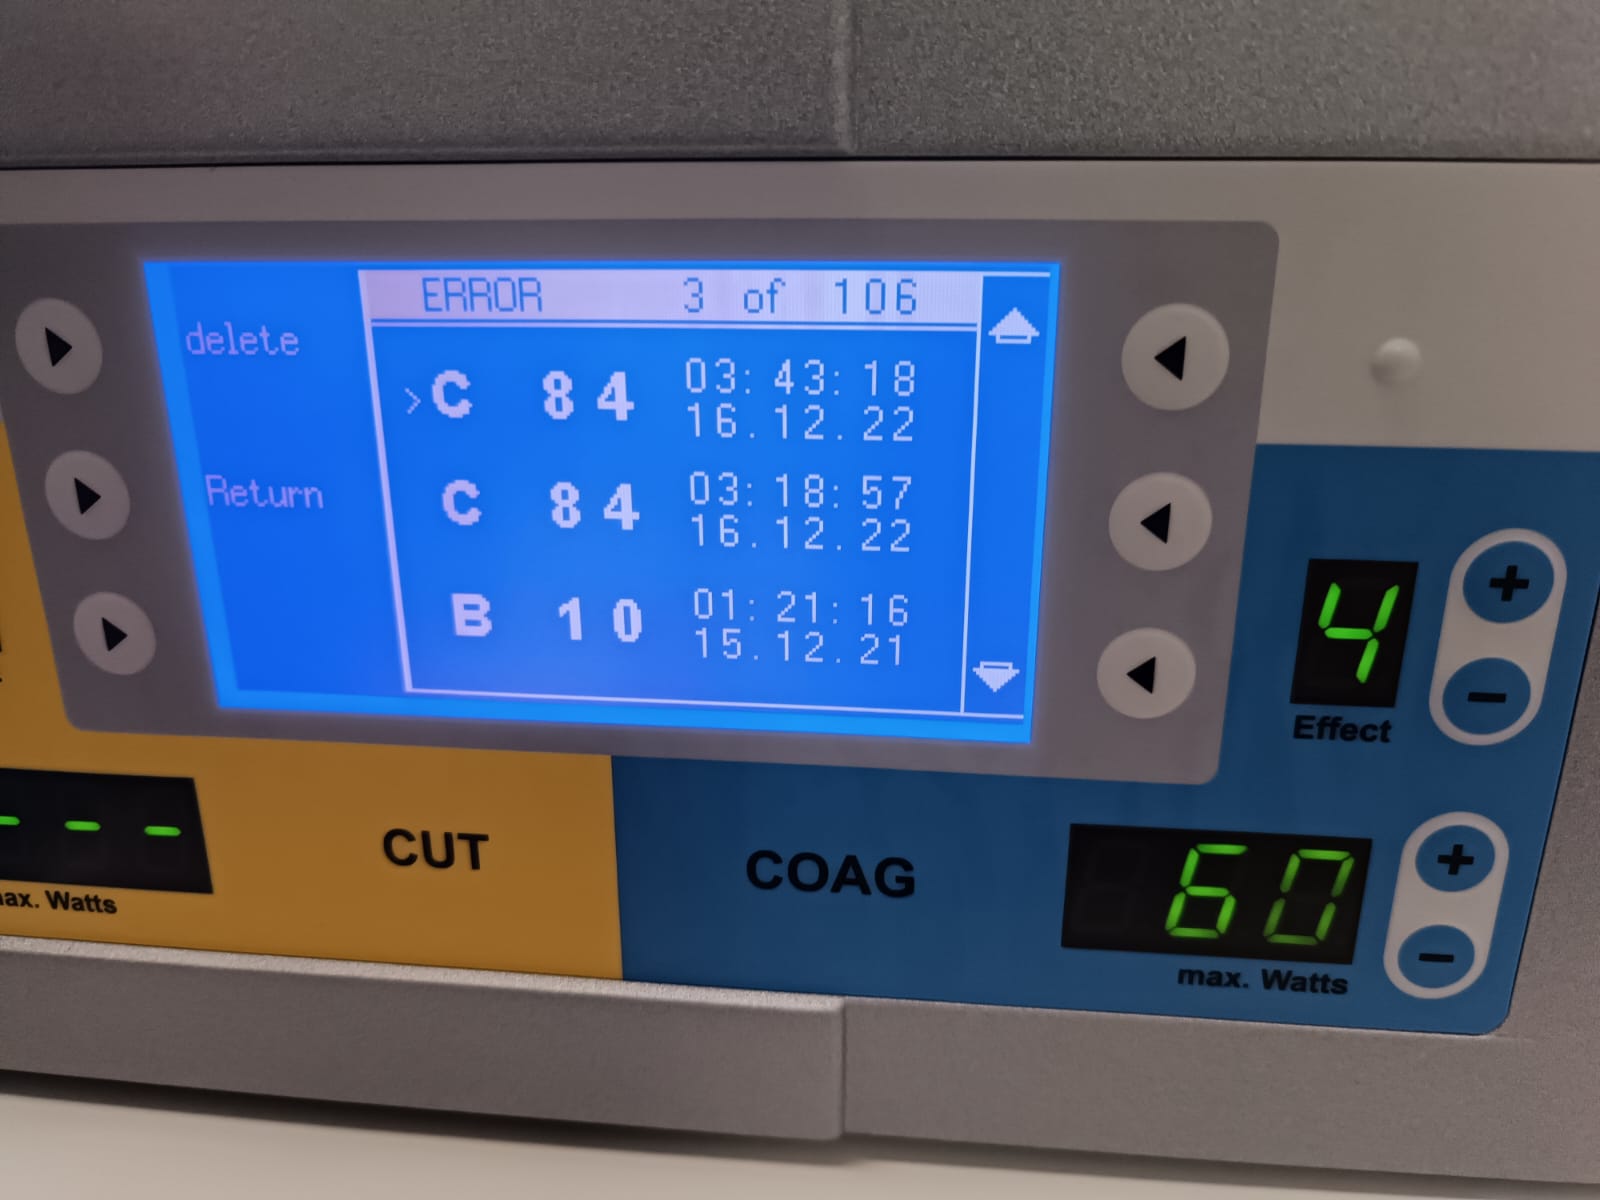 ERROR 3 of 106
delete
>C 84 03:43:18
16.12.22
Return
C 84 03:18:57
16.12.22
B 10 01:21:16
15.12.21
4
+
-
Effect
---
max. Watts
CUT
COAG
60
+
-
max. Watts